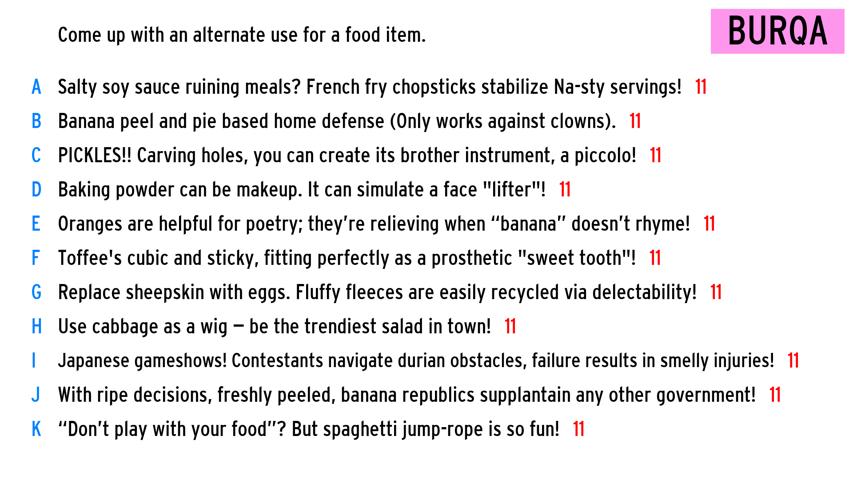 Come up with an alternate use for a food item.
BURQA
A Salty soy sauce ruining meals? French fry chopsticks stabilize Na-sty servings! 11
B Banana peel and pie based home defense (Only works against clowns). 11
C PICKLES!! Carving holes, you can create its brother instrument, a piccolo! 11
D Baking powder can be makeup. It can simulate a face "lifter"! 11
E Oranges are helpful for poetry; they’re relieving when “banana” doesn’t rhyme! 11
F Toffee's cubic and sticky, fitting perfectly as a prosthetic "sweet tooth"! 11
G Replace sheepskin with eggs. Fluffy fleeces are easily recycled via delectability! 11
H Use cabbage as a wig – be the trendiest salad in town! 11
I Japanese gameshows! Contestants navigate durian obstacles, failure results in smelly injuries! 11
J With ripe decisions, freshly peeled, banana republics supplantain any other government! 11
K “Don’t play with your food”? But spaghetti jump-rope is so fun! 11